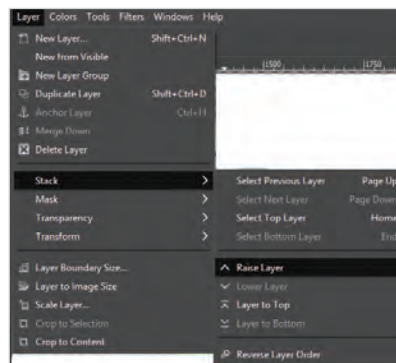 Layer Colors Tools Filters Windows Help
New Layer... Shift+Ctrl+N
New from Visible
New Layer Group
Duplicate Layer Shift+Ctrl+D
Anchor Layer Ctrl+H
Merge Down
Delete Layer
1500 1750
Stack
Mask
Transparency
Transform
Select Previous Layer Page Up
Select Next Layer Page Down
Select Top Layer Home
Select Bottom Layer End
Layer Boundary Size...
Layer to Image Size
Scale Layer...
Crop to Selection
Crop to Content
Raise Layer
Lower Layer
Layer to Top
Layer to Bottom
Reverse Layer Order